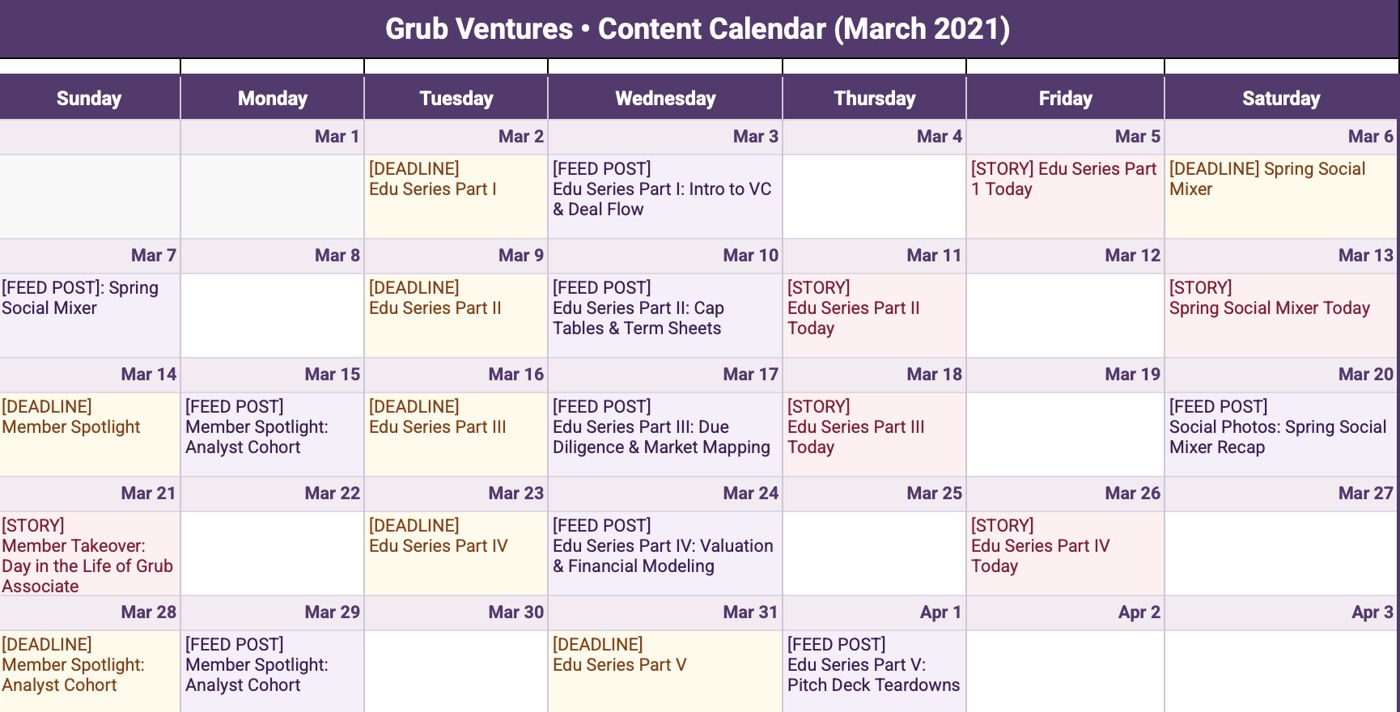 Grub Ventures • Content Calendar (March 2021)
Sunday Monday Tuesday Wednesday Thursday Friday Saturday
Mar 1 Mar 2 Mar 3 Mar 4 Mar 5 Mar 6
[DEADLINE]
Edu Series Part I
[FEED POST]
Edu Series Part I: Intro to VC
& Deal Flow
[STORY] Edu Series Part
1 Today
[DEADLINE] Spring Social
Mixer
Mar 7 Mar 8 Mar 9 Mar 10 Mar 11 Mar 12 Mar 13
[FEED POST]: Spring
Social Mixer
[DEADLINE]
Edu Series Part II
[FEED POST]
Edu Series Part II: Cap
Tables & Term Sheets
[STORY]
Edu Series Part II
Today
[STORY]
Spring Social Mixer Today
Mar 14 Mar 15 Mar 16 Mar 17 Mar 18 Mar 19 Mar 20
[DEADLINE]
Member Spotlight
[FEED POST]
Member Spotlight:
Analyst Cohort
[DEADLINE]
Edu Series Part III
[FEED POST]
Edu Series Part III: Due
Diligence & Market Mapping
[STORY]
Edu Series Part III
Today
[FEED POST]
Social Photos: Spring Social
Mixer Recap
Mar 21 Mar 22 Mar 23 Mar 24 Mar 25 Mar 26 Mar 27
[STORY]
Member Takeover:
Day in the Life of Grub
Associate
[DEADLINE]
Edu Series Part IV
[FEED POST]
Edu Series Part IV: Valuation
& Financial Modeling
[STORY]
Edu Series Part IV
Today
Mar 28 Mar 29 Mar 30 Mar 31 Apr 1 Apr 2 Apr 3
[DEADLINE]
Member Spotlight:
Analyst Cohort
[FEED POST]
Member Spotlight:
Analyst Cohort
[DEADLINE]
Edu Series Part V
[FEED POST]
Edu Series Part V:
Pitch Deck Teardowns